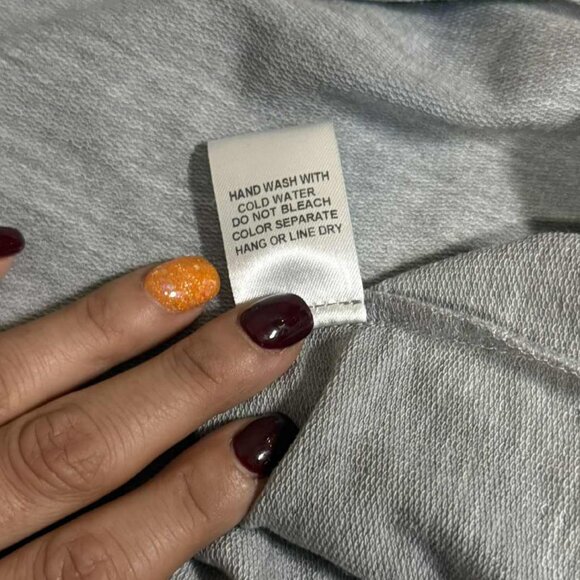 HAND WASH WITH
COLD WATER
DO NOT BLEACH
COLOR SEPARATE
HANG OR LINE DRY